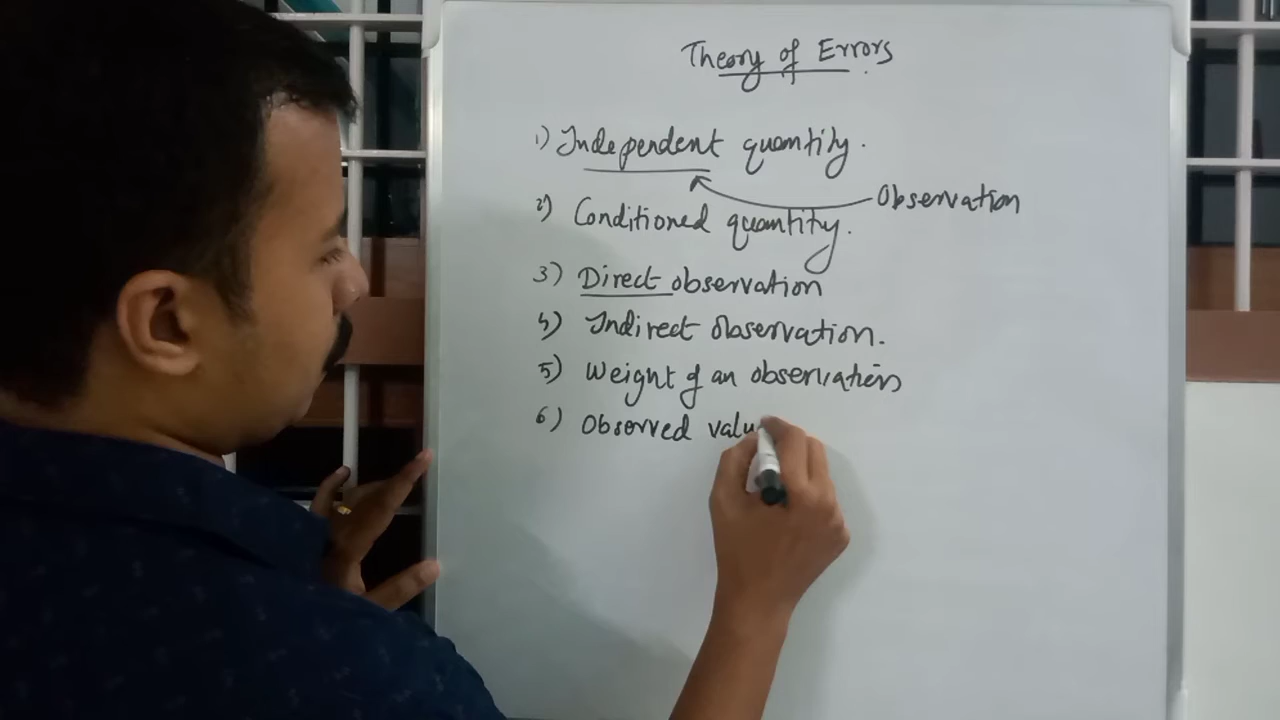 Theory of Errors
1) Independent quantity.
Observation
2) Conditioned quantity.
3) Direct observation
4) Indirect observation.
5) Weight of an observation
6) Observed valu